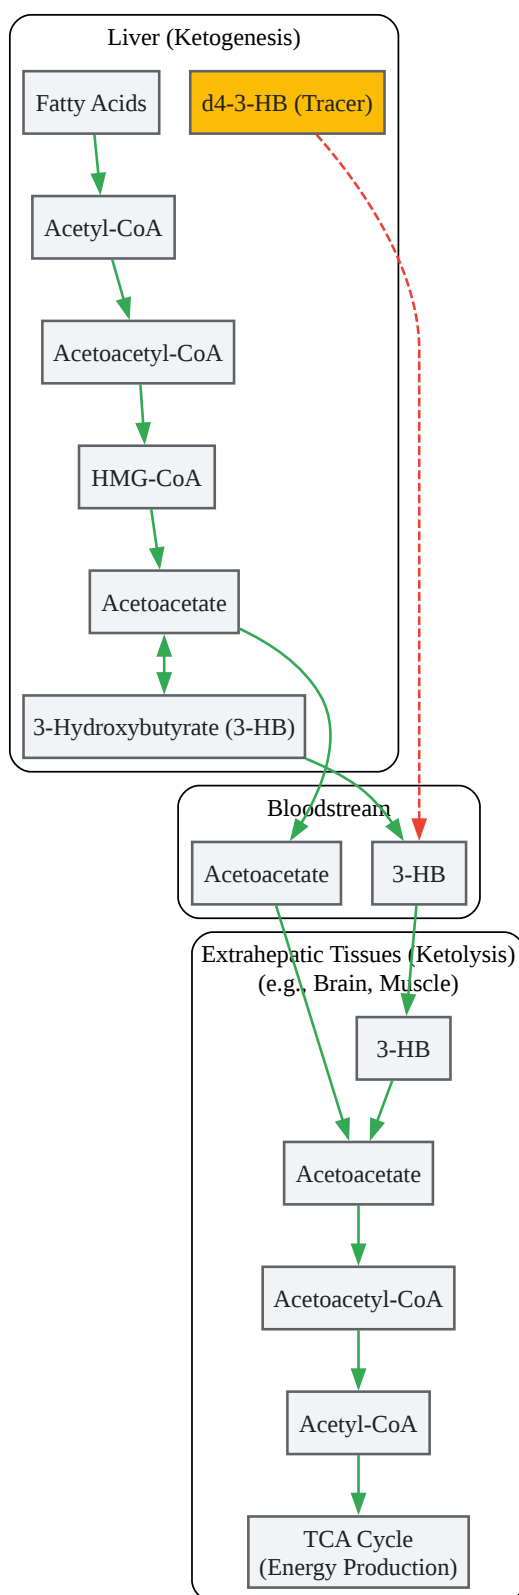 Liver (Ketogenesis)
Fatty Acids
d4-3-HB (Tracer)
Acetyl-CoA
Acetoacetyl-CoA
HMG-CoA
Acetoacetate
3-Hydroxybutyrate (3-HB)
Bloodstream
Acetoacetate
3-HB
Extrahepatic Tissues (Ketolysis)
(e.g., Brain, Muscle)
3-HB
Acetoacetate
Acetoacetyl-CoA
Acetyl-CoA
TCA Cycle
(Energy Production)